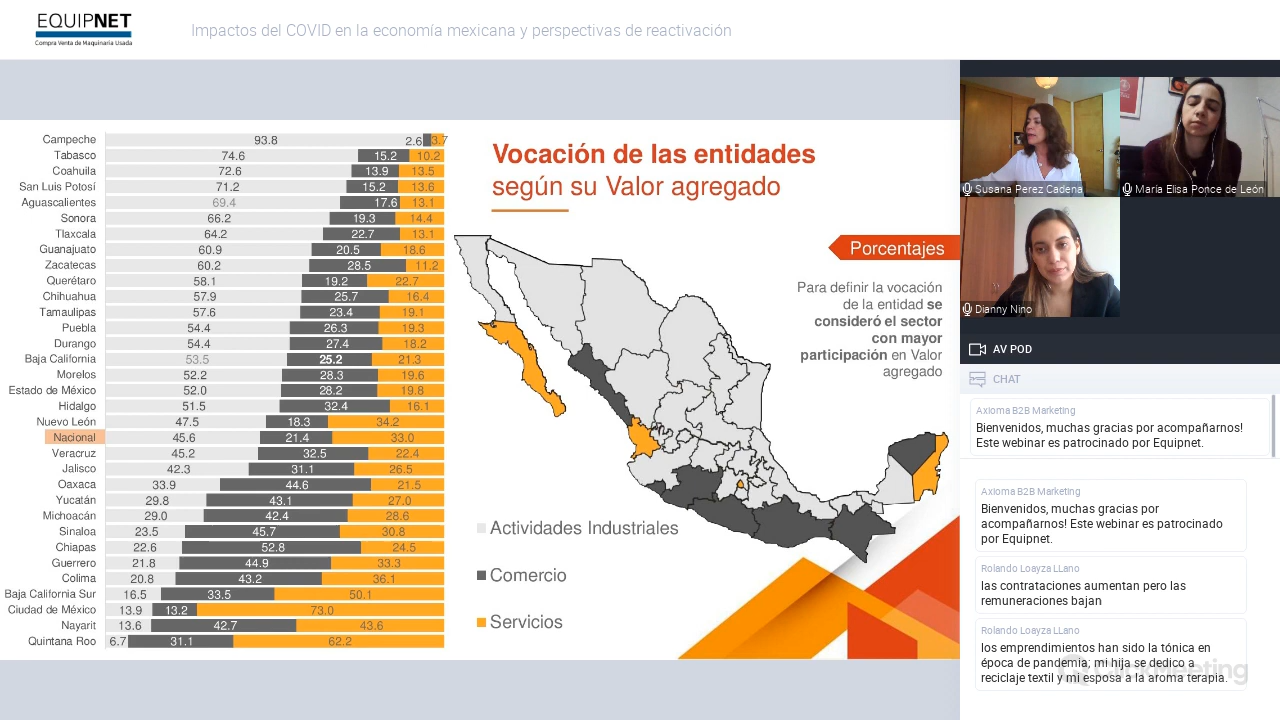 EQUIPNET
Compra Venta de Maquinaria Usada
Impactos del COVID en la economía mexicana y perspectivas de reactivación
Campeche 93.8 2.6 3.7
Tabasco 74.6 15.2 10.2
Coahuila 72.6 13.9 13.5
San Luis Potosí 71.2 15.2 13.6
Aguascalientes 69.4 17.6 13.1
Sonora 66.2 19.3 14.4
Tlaxcala 64.2 22.7 13.1
Guanajuato 60.9 20.5 18.6
Zacatecas 60.2 28.5 11.2
Querétaro 58.1 19.2 22.7
Chihuahua 57.9 25.7 16.4
Tamaulipas 57.6 23.4 19.1
Puebla 54.4 26.3 19.3
Durango 54.4 27.4 18.2
Baja California 53.5 25.2 21.3
Morelos 52.2 28.3 19.6
Estado de México 52.0 28.2 19.8
Hidalgo 51.5 32.4 16.1
Nuevo León 47.5 18.3 34.2
Nacional 45.6 21.4 33.0
Veracruz 45.2 32.5 22.4
Jalisco 42.3 31.1 26.5
Oaxaca 33.9 44.6 21.5
Yucatán 29.8 43.1 27.0
Michoacán 29.0 42.4 28.6
Sinaloa 23.5 45.7 30.8
Chiapas 22.6 52.8 24.5
Guerrero 21.8 44.9 33.3
Colima 20.8 43.2 36.1
Baja California Sur 16.5 33.5 50.1
Ciudad de México 13.9 13.2 73.0
Nayarit 13.6 42.7 43.6
Quintana Roo 6.7 31.1 62.2
Vocación de las entidades
según su Valor agregado
Porcentajes
Para definir la vocación
de la entidad se
consideró el sector
con mayor
participación en Valor
agregado
Actividades Industriales
Comercio
Servicios
Susana Perez Cadena
María Elisa Ponce de León
Dianny Nino
AV POD
CHAT
Axioma B2B Marketing
Bienvenidos, muchas gracias por acompañarnos!
Este webinar es patrocinado por Equipnet.
Axioma B2B Marketing
Bienvenidos, muchas gracias por
acompañarnos! Este webinar es patrocinado
por Equipnet.
Rolando Loayza LLano
las contrataciones aumentan pero las
remuneraciones bajan
Rolando Loayza LLano
los emprendimientos han sido la tónica en
época de pandemia; mi hija se dedico a
reciclaje textil y mi esposa a la aroma terapia.
ClickMeeting